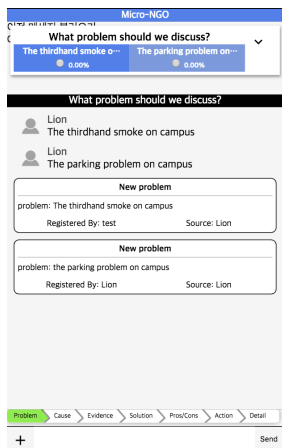 Micro-NGO
What problem should we discuss?
The thirdhand smoke o… The parking problem on…
0.00% 0.00%
What problem should we discuss?
Lion
The thirdhand smoke on campus
Lion
The parking problem on campus
New problem
problem: The thirdhand smoke on campus
Registered By: test Source: Lion
New problem
problem: the parking problem on campus
Registered By: Lion Source: Lion
Problem Cause Evidence Solution Pros/Cons Action Detail
+ Send